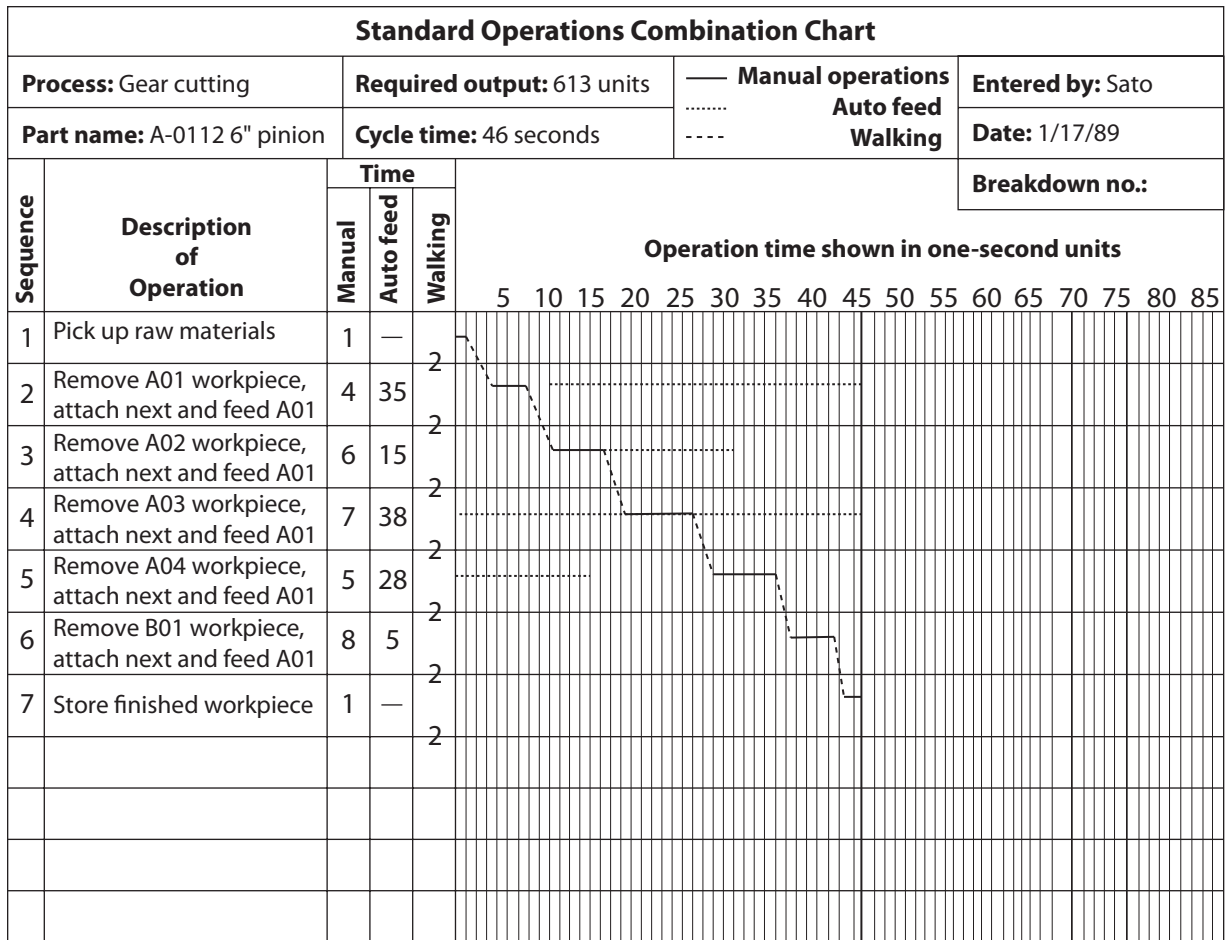 Standard Operations Combination Chart
Process: Gear cutting
Required output: 613 units
Manual operations
Auto feed
Walking
Entered by: Sato
Part name: A-0112 6" pinion
Cycle time: 46 seconds
Date: 1/17/89
Breakdown no.:
Sequence
Description
of
Operation
Time
Manual
Auto feed
Walking
Operation time shown in one-second units
5 10 15 20 25 30 35 40 45 50 55 60 65 70 75 80 85
1 Pick up raw materials 1 —
2
2 Remove A01 workpiece, 4 35
attach next and feed A01
2
3 Remove A02 workpiece, 6 15
attach next and feed A01
2
4 Remove A03 workpiece, 7 38
attach next and feed A01
2
5 Remove A04 workpiece, 5 28
attach next and feed A01
2
6 Remove B01 workpiece, 8 5
attach next and feed A01
2
7 Store finished workpiece 1 —
2